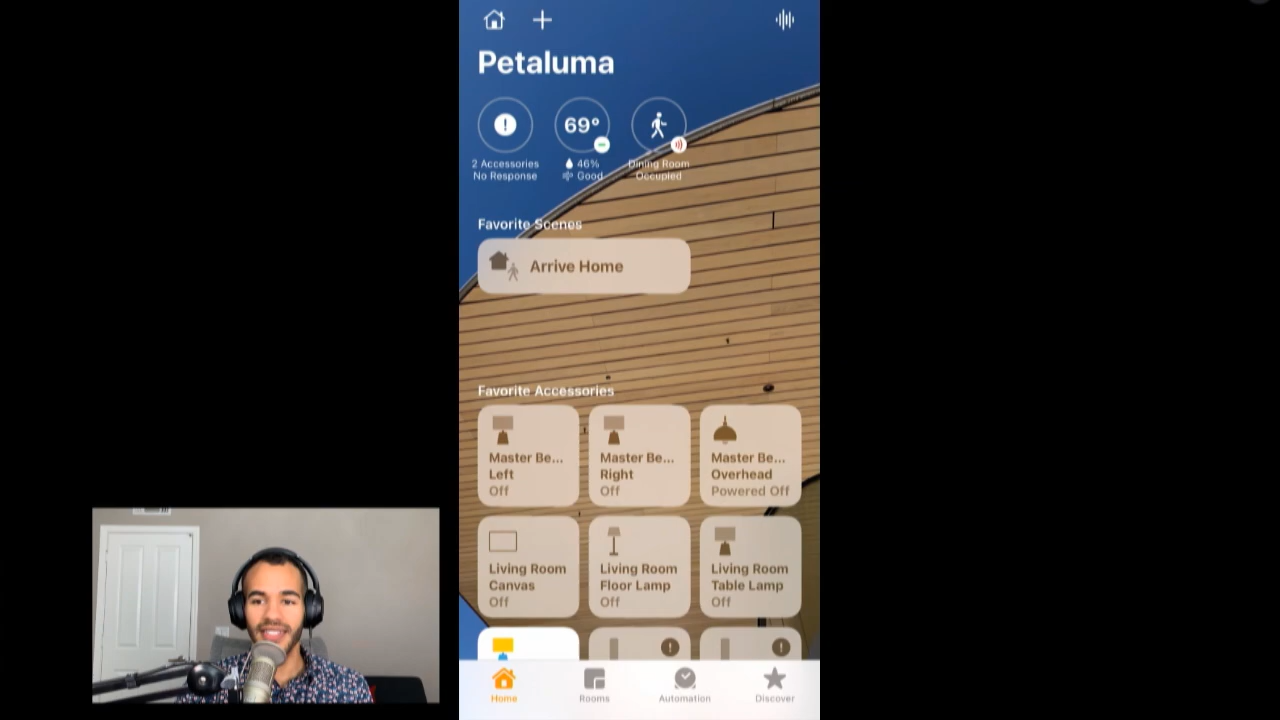 Petaluma
69°
2 Accessories
No Response
46%
Good
Dining Room
Occupied
Favorite Scenes
Arrive Home
Favorite Accessories
Master Be...
Left
Off
Master Be...
Right
Off
Master Be...
Overhead
Powered Off
Living Room
Canvas
Off
Living Room
Floor Lamp
Off
Living Room
Table Lamp
Off
Home
Rooms
Automation
Discover